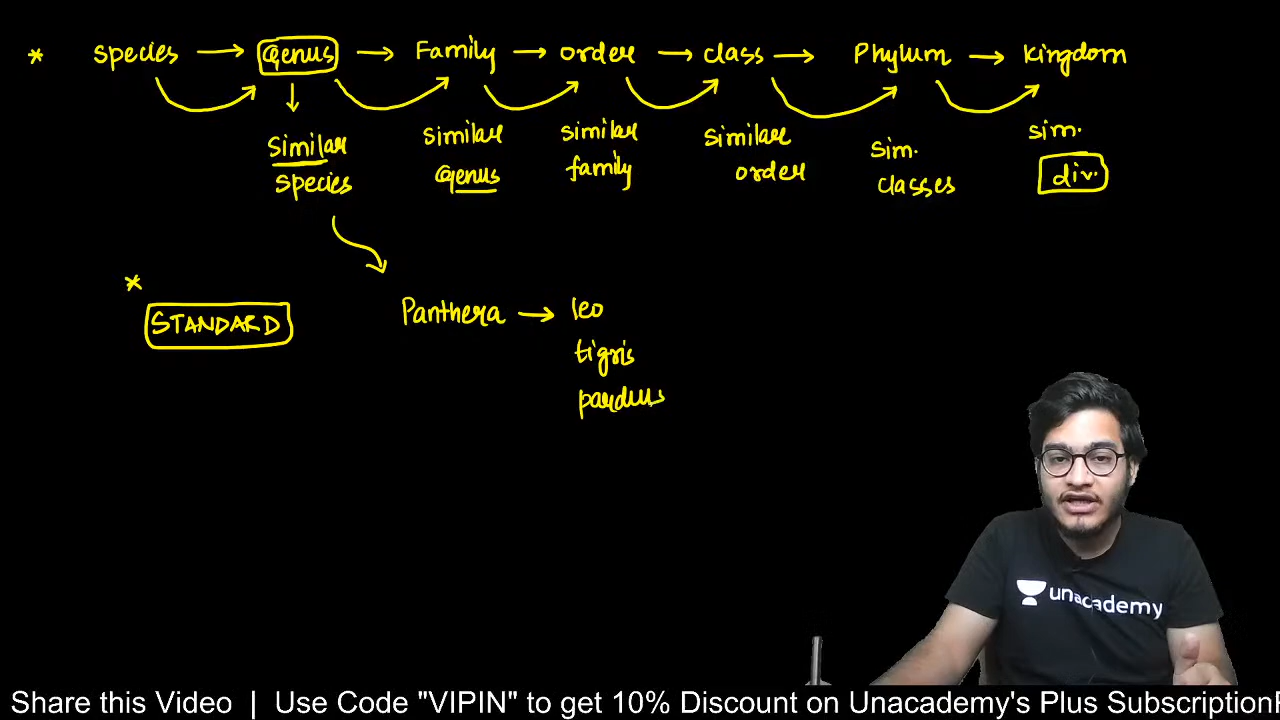 * Species → Genus → Family → order → class → Phylum → Kingdom
Similar species
similar Genus
similar family
similar order
sim. classes
sim. div.
*
STANDARD
Panthera → leo
tigris
pardus
unacademy
Share this Video | Use Code "VIPIN" to get 10% Discount on Unacademy's Plus Subscription